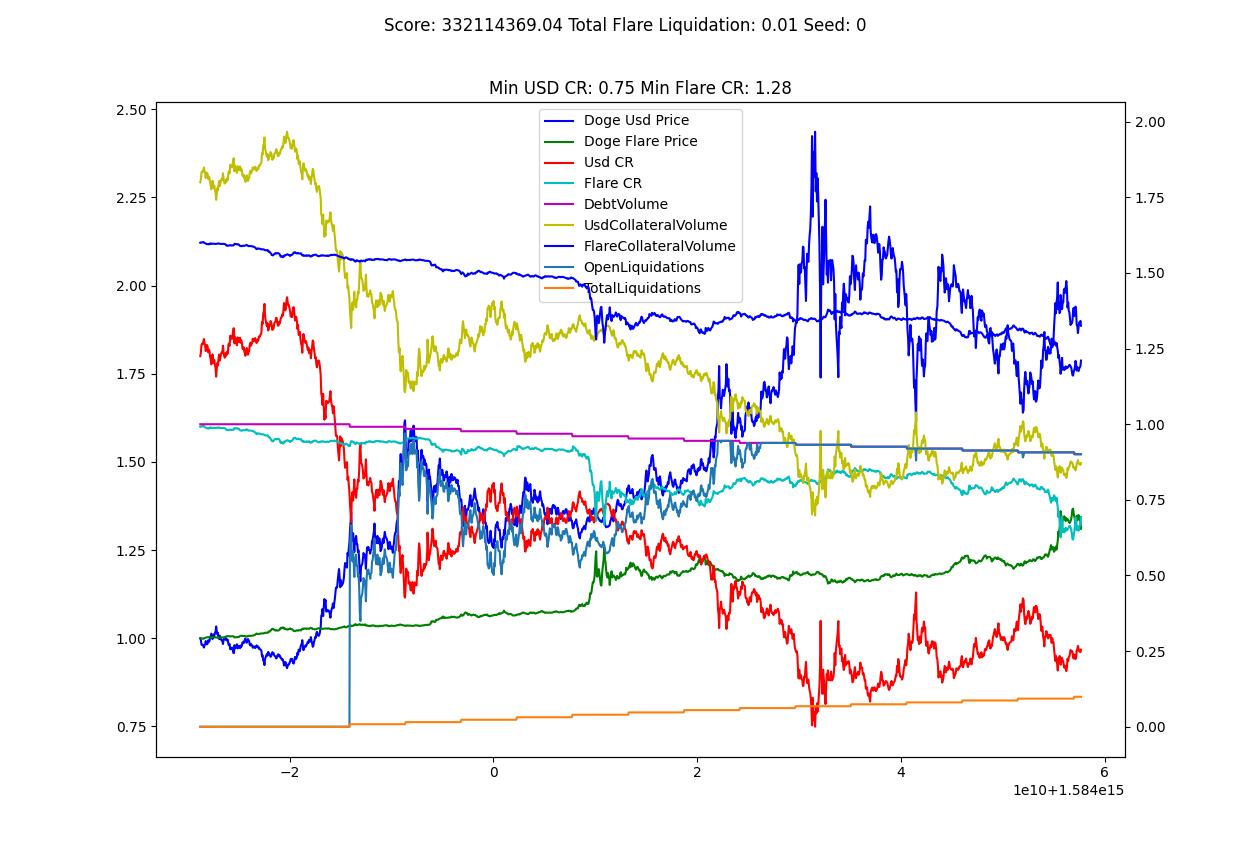 Score: 332114369.04 Total Flare Liquidation: 0.01 Seed: 0
Min USD CR: 0.75 Min Flare CR: 1.28
2.50
2.25
2.00
1.75
1.50
1.25
1.00
0.75
Doge Usd Price
Doge Flare Price
Usd CR
Flare CR
DebtVolume
UsdCollateralVolume
FlareCollateralVolume
OpenLiquidations
TotalLiquidations
2.00
1.75
1.50
1.25
1.00
0.75
0.50
0.25
0.00
−2 0 2 4 6
1e10+1.584e15